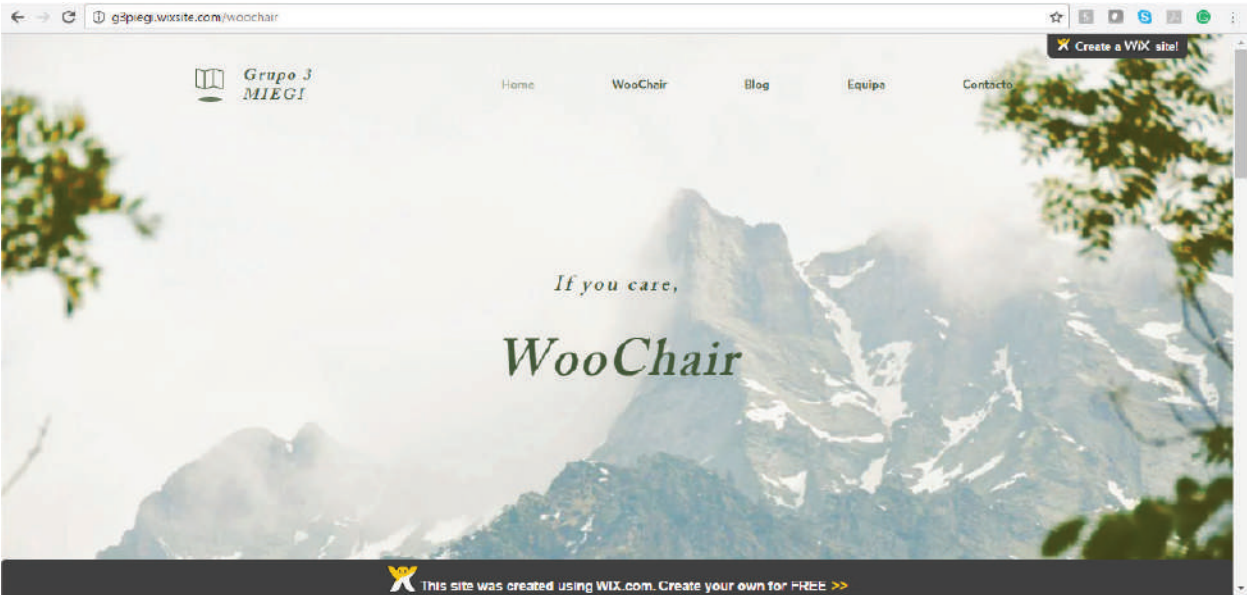 g3piegi.wixsite.com/woochair
Create a WiX site!
Grupo 3
MIEGI
Home WooChair Blog Equipa Contacto
If you care,
WooChair
This site was created using WIX.com. Create your own for FREE >>